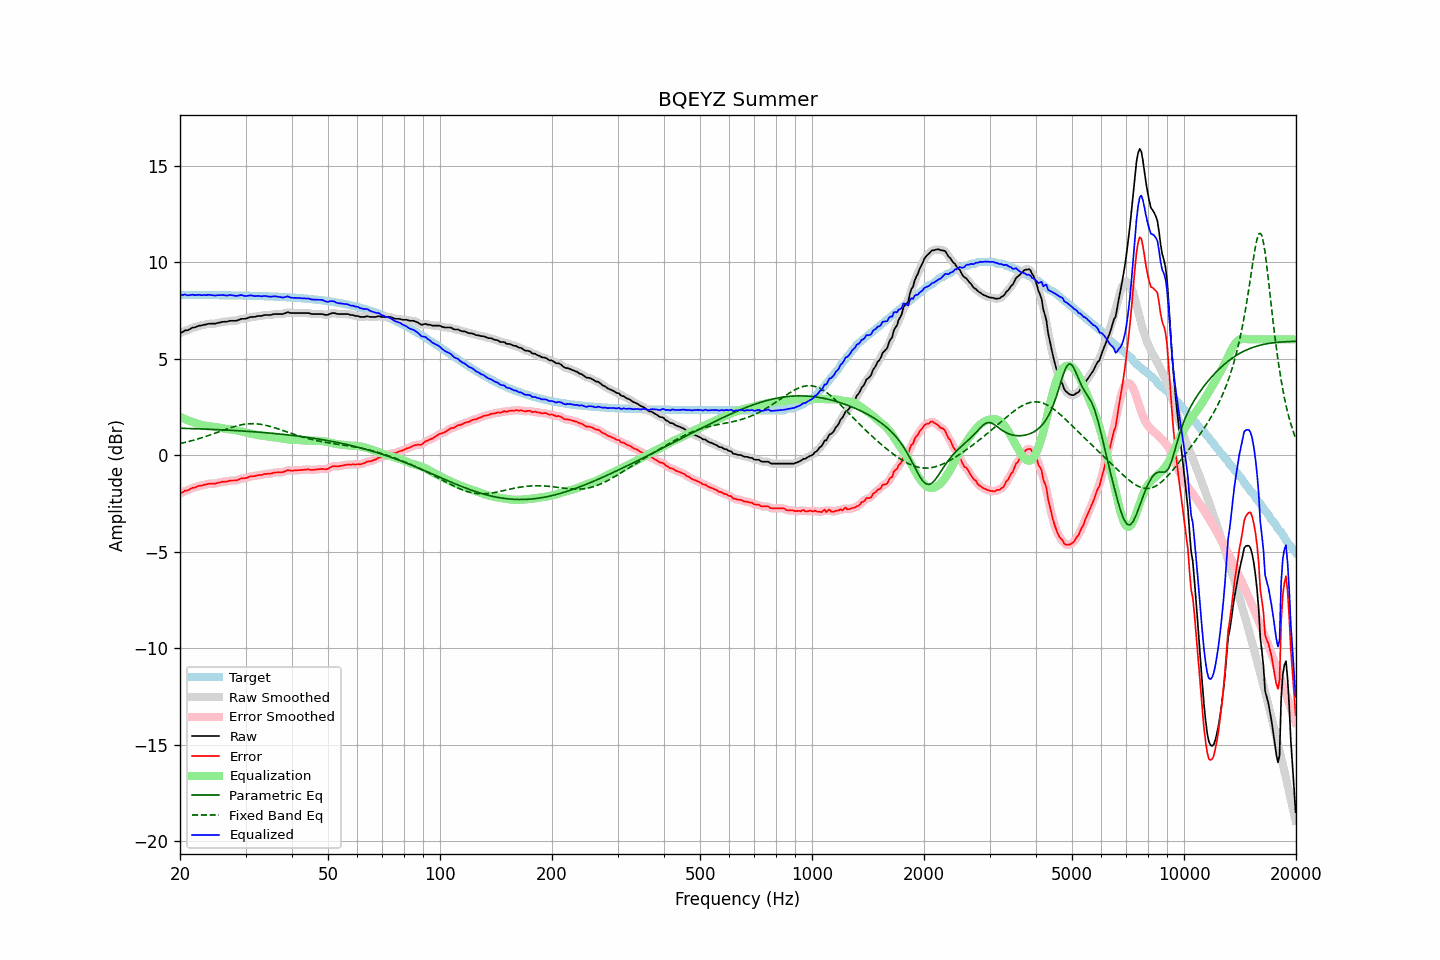 BQEYZ Summer
Amplitude (dBr)
15
10
5
0
−5
−10
−15
−20
Target
Raw Smoothed
Error Smoothed
Raw
Error
Equalization
Parametric Eq
Fixed Band Eq
Equalized
20 50 100 200 500 1000 2000 5000 10000 20000
Frequency (Hz)